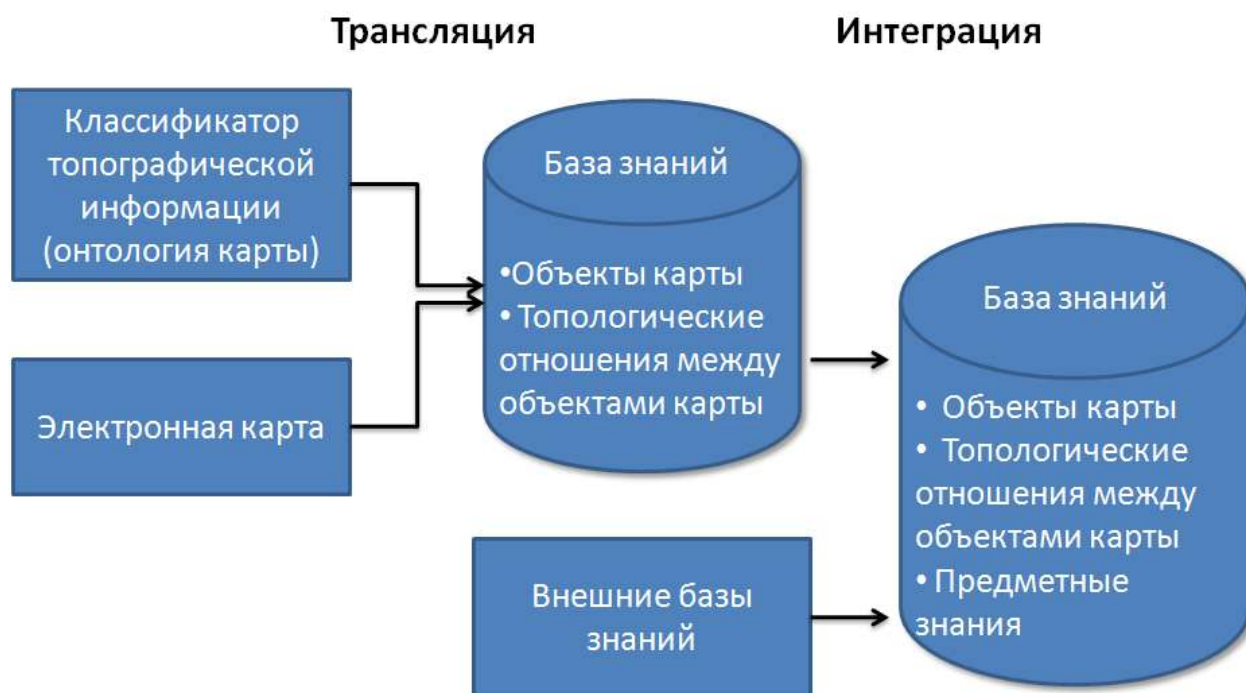 Трансляция
Интеграция
Классификатор
топографической
информации
(онтология карты)
Электронная карта
База знаний
•Объекты карты
• Топологические
отношения между
объектами карты
Внешние базы
знаний
База знаний
• Объекты карты
• Топологические
отношения между
объектами карты
• Предметные
знания